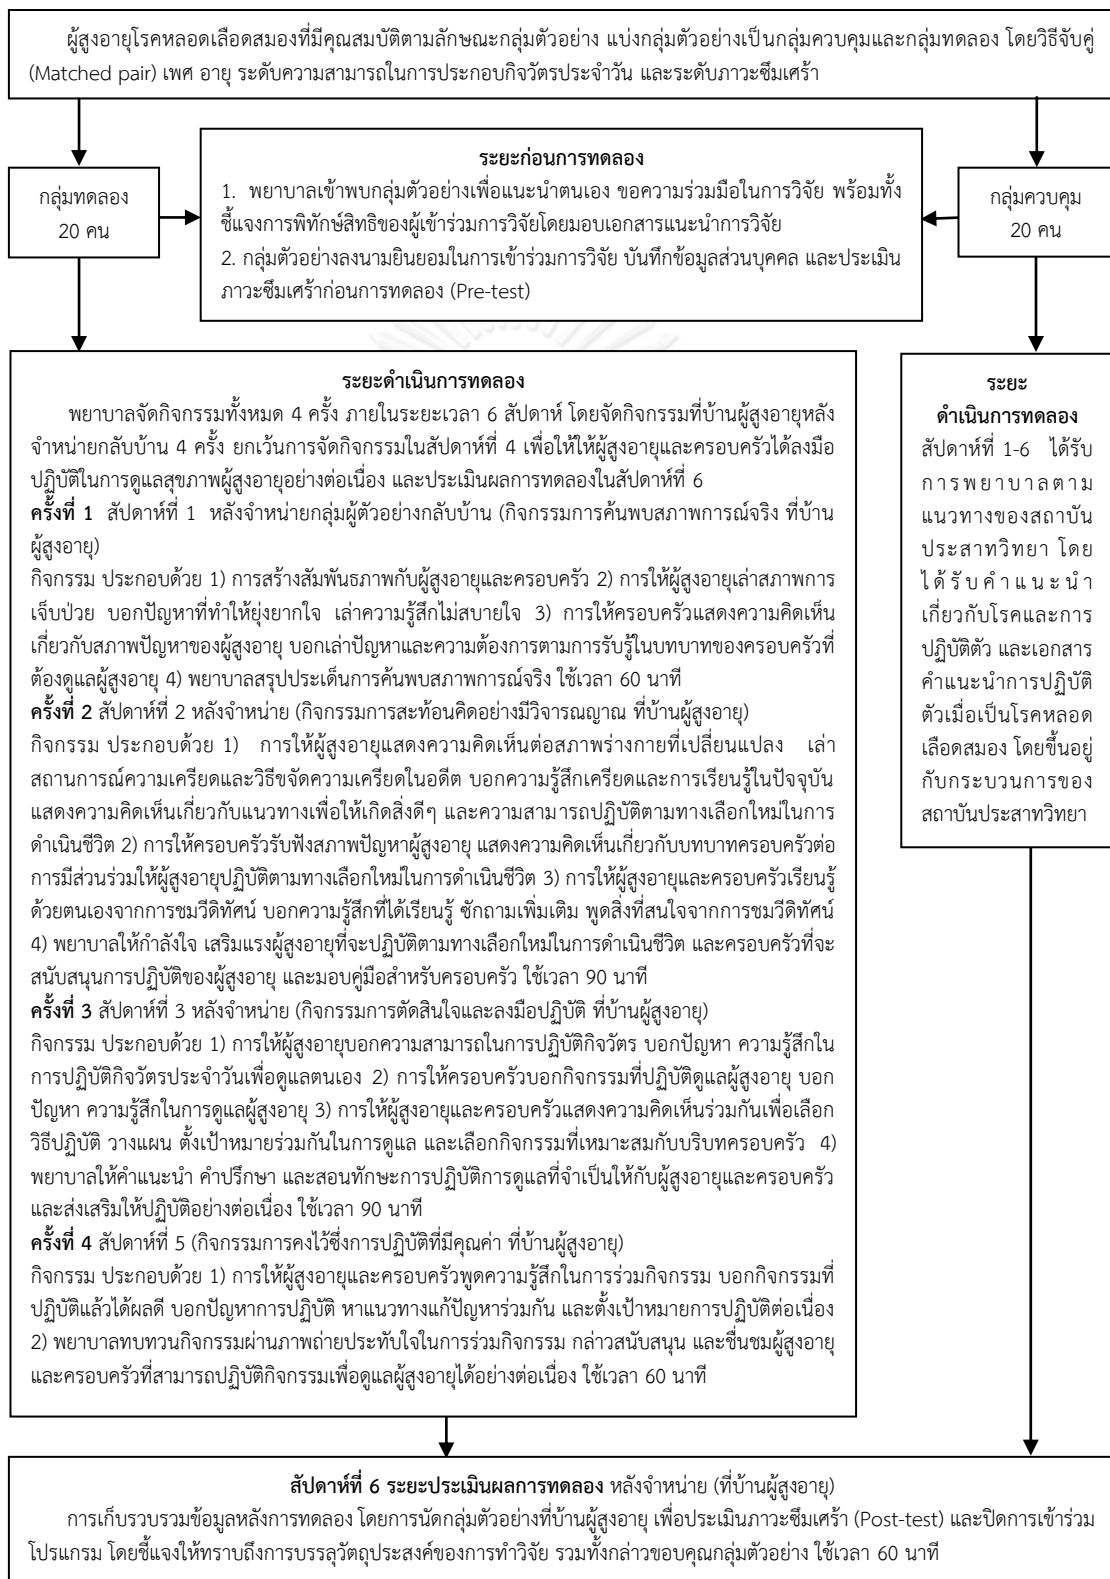 ผู้สูงอายุโรคหลอดเลือดสมองที่มีคุณสมบัติตามลักษณะกลุ่มตัวอย่าง แบ่งกลุ่มตัวอย่างเป็นกลุ่มควบคุมและกลุ่มทดลอง โดยวิธีจับคู่
(Matched pair) เพศ อายุ ระดับความสามารถในการประกอบกิจวัตรประจำวัน และระดับภาวะซึมเศร้า
กลุ่มทดลอง
20 คน
ระยะก่อนการทดลอง
1. พยาบาลเข้าพบกลุ่มตัวอย่างเพื่อแนะนำตนเอง ขอความร่วมมือในการวิจัย พร้อมทั้ง
ชี้แจงการพิทักษ์สิทธิของผู้เข้าร่วมการวิจัยโดยมอบเอกสารแนะนำการวิจัย
2. กลุ่มตัวอย่างลงนามยินยอมในการเข้าร่วมการวิจัย บันทึกข้อมูลส่วนบุคคล และประเมิน
ภาวะซึมเศร้าก่อนการทดลอง (Pre-test)
กลุ่มควบคุม
20 คน
ระยะดำเนินการทดลอง
พยาบาลจัดกิจกรรมทั้งหมด 4 ครั้ง ภายในระยะเวลา 6 สัปดาห์ โดยจัดกิจกรรมที่บ้านผู้สูงอายุหลัง
จำหน่ายกลับบ้าน 4 ครั้ง ยกเว้นการจัดกิจกรรมในสัปดาห์ที่ 4 เพื่อให้ให้ผู้สูงอายุและครอบครัวได้ลงมือ
ปฏิบัติในการดูแลสุขภาพผู้สูงอายุอย่างต่อเนื่อง และประเมินผลการทดลองในสัปดาห์ที่ 6
ครั้งที่ 1 สัปดาห์ที่ 1 หลังจำหน่ายกลุ่มผู้ตัวอย่างกลับบ้าน (กิจกรรมการค้นพบสภาพการณ์จริง ที่บ้าน
ผู้สูงอายุ)
กิจกรรม ประกอบด้วย 1) การสร้างสัมพันธภาพกับผู้สูงอายุและครอบครัว 2) การให้ผู้สูงอายุเล่าสภาพการ
เจ็บป่วย บอกปัญหาที่ทำให้ยุ่งยากใจ เล่าความรู้สึกไม่สบายใจ 3) การให้ครอบครัวแสดงความคิดเห็น
เกี่ยวกับสภาพปัญหาของผู้สูงอายุ บอกเล่าปัญหาและความต้องการตามการรับรู้ในบทบาทของครอบครัวที่
ต้องดูแลผู้สูงอายุ 4) พยาบาลสรุปประเด็นการค้นพบสภาพการณ์จริง ใช้เวลา 60 นาที
ครั้งที่ 2 สัปดาห์ที่ 2 หลังจำหน่าย (กิจกรรมการสะท้อนคิดอย่างมีวิจารณญาณ ที่บ้านผู้สูงอายุ)
กิจกรรม ประกอบด้วย 1) การให้ผู้สูงอายุแสดงความคิดเห็นต่อสภาพร่างกายที่เปลี่ยนแปลง เล่า
สถานการณ์ความเครียดและวิธีขจัดความเครียดในอดีต บอกความรู้สึกเครียดและการเรียนรู้ในปัจจุบัน
แสดงความคิดเห็นเกี่ยวกับแนวทางเพื่อให้เกิดสิ่งดีๆ และความสามารถปฏิบัติตามทางเลือกใหม่ในการ
ดำเนินชีวิต 2) การให้ครอบครัวรับฟังสภาพปัญหาผู้สูงอายุ แสดงความคิดเห็นเกี่ยวกับบทบาทครอบครัวต่อ
การมีส่วนร่วมให้ผู้สูงอายุปฏิบัติตามทางเลือกใหม่ในการดำเนินชีวิต 3) การให้ผู้สูงอายุและครอบครัวเรียนรู้
ด้วยตนเองจากการชมวีดิทัศน์ บอกความรู้สึกที่ได้เรียนรู้ ซักถามเพิ่มเติม พูดสิ่งที่สนใจจากการชมวีดิทัศน์
4) พยาบาลให้กำลังใจ เสริมแรงผู้สูงอายุที่จะปฏิบัติตามทางเลือกใหม่ในการดำเนินชีวิต และครอบครัวที่จะ
สนับสนุนการปฏิบัติของผู้สูงอายุ และมอบคู่มือสำหรับครอบครัว ใช้เวลา 90 นาที
ครั้งที่ 3 สัปดาห์ที่ 3 หลังจำหน่าย (กิจกรรมการตัดสินใจและลงมือปฏิบัติ ที่บ้านผู้สูงอายุ)
กิจกรรม ประกอบด้วย 1) การให้ผู้สูงอายุบอกความสามารถในการปฏิบัติกิจวัตร บอกปัญหา ความรู้สึกใน
การปฏิบัติกิจวัตรประจำวันเพื่อดูแลตนเอง 2) การให้ครอบครัวบอกกิจกรรมที่ปฏิบัติดูแลผู้สูงอายุ บอก
ปัญหา ความรู้สึกในการดูแลผู้สูงอายุ 3) การให้ผู้สูงอายุและครอบครัวแสดงความคิดเห็นร่วมกันเพื่อเลือก
วิธีปฏิบัติ วางแผน ตั้งเป้าหมายร่วมกันในการดูแล และเลือกกิจกรรมที่เหมาะสมกับบริบทครอบครัว 4)
พยาบาลให้คำแนะนำ คำปรึกษา และสอนทักษะการปฏิบัติการดูแลที่จำเป็นให้กับผู้สูงอายุและครอบครัว
และส่งเสริมให้ปฏิบัติอย่างต่อเนื่อง ใช้เวลา 90 นาที
ครั้งที่ 4 สัปดาห์ที่ 5 (กิจกรรมการคงไว้ซึ่งการปฏิบัติที่มีคุณค่า ที่บ้านผู้สูงอายุ)
กิจกรรม ประกอบด้วย 1) การให้ผู้สูงอายุและครอบครัวพูดความรู้สึกในการร่วมกิจกรรม บอกกิจกรรมที่
ปฏิบัติแล้วได้ผลดี บอกปัญหาการปฏิบัติ หาแนวทางแก้ปัญหาร่วมกัน และตั้งเป้าหมายการปฏิบัติต่อเนื่อง
2) พยาบาลทบทวนกิจกรรมผ่านภาพถ่ายประทับใจในการร่วมกิจกรรม กล่าวสนับสนุน และชื่นชมผู้สูงอายุ
และครอบครัวที่สามารถปฏิบัติกิจกรรมเพื่อดูแลผู้สูงอายุได้อย่างต่อเนื่อง ใช้เวลา 60 นาที
ระยะ
ดำเนินการทดลอง
สัปดาห์ที่ 1-6 ได้รับ
การพยาบาลตาม
แนวทางของสถาบัน
ประสาทวิทยา โดย
ได้รับคำแนะนำ
เกี่ยวกับโรคและการ
ปฏิบัติตัว และเอกสาร
คำแนะนำการปฏิบัติ
ตัวเมื่อเป็นโรคหลอด
เลือดสมอง โดยขึ้นอยู่
กับกระบวนการของ
สถาบันประสาทวิทยา
สัปดาห์ที่ 6 ระยะประเมินผลการทดลอง หลังจำหน่าย (ที่บ้านผู้สูงอายุ)
การเก็บรวบรวมข้อมูลหลังการทดลอง โดยการนัดกลุ่มตัวอย่างที่บ้านผู้สูงอายุ เพื่อประเมินภาวะซึมเศร้า (Post-test) และปิดการเข้าร่วม
โปรแกรม โดยชี้แจงให้ทราบถึงการบรรลุวัตถุประสงค์ของการทำวิจัย รวมทั้งกล่าวขอบคุณกลุ่มตัวอย่าง ใช้เวลา 60 นาที